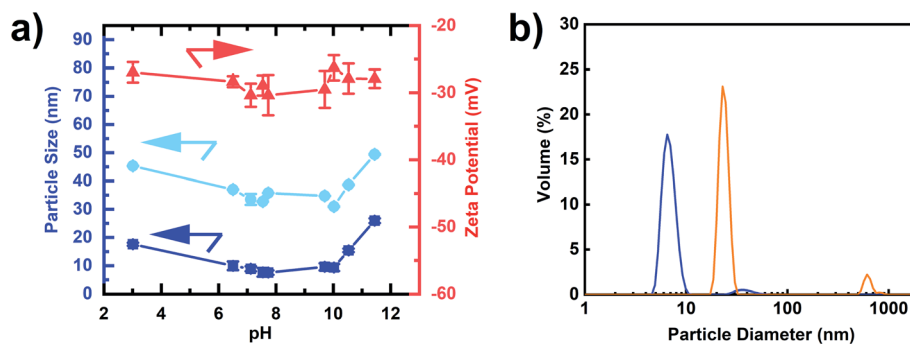 a)
90
80
70
60
50
40
30
20
10
0
Particle Size (nm)
2 4 6 8 10 12
pH
-20
-30
-40
-50
-60
Zeta Potential (mV)
b)
30
25
20
15
10
5
0
Volume (%)
1 10 100 1000
Particle Diameter (nm)